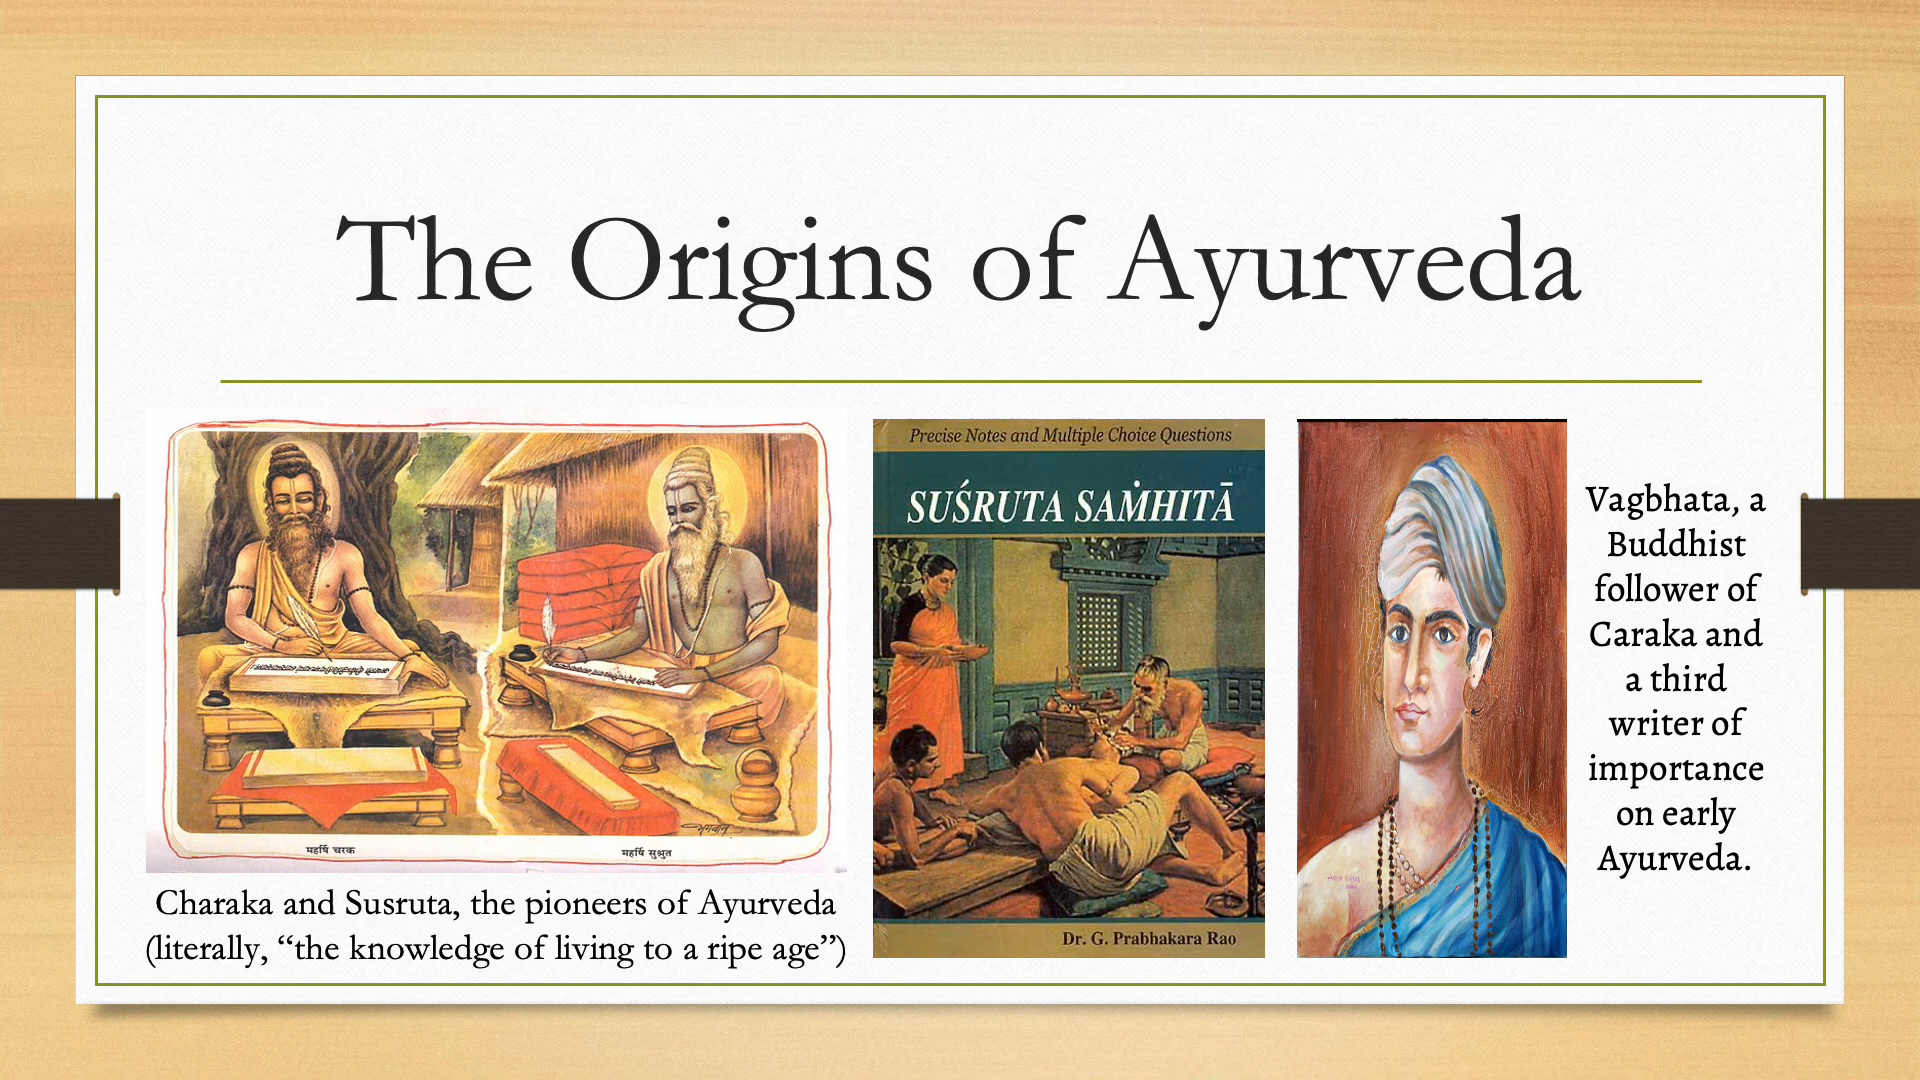 The Origins of Ayurveda
महर्षि चरक
महर्षि सुश्रुत
Charaka and Susruta, the pioneers of Ayurveda
(literally, “the knowledge of living to a ripe age”)
Precise Notes and Multiple Choice Questions
SUŚRUTA SAṀHITĀ
Dr. G. Prabhakara Rao
Vagbhata, a
Buddhist
follower of
Caraka and
a third
writer of
importance
on early
Ayurveda.